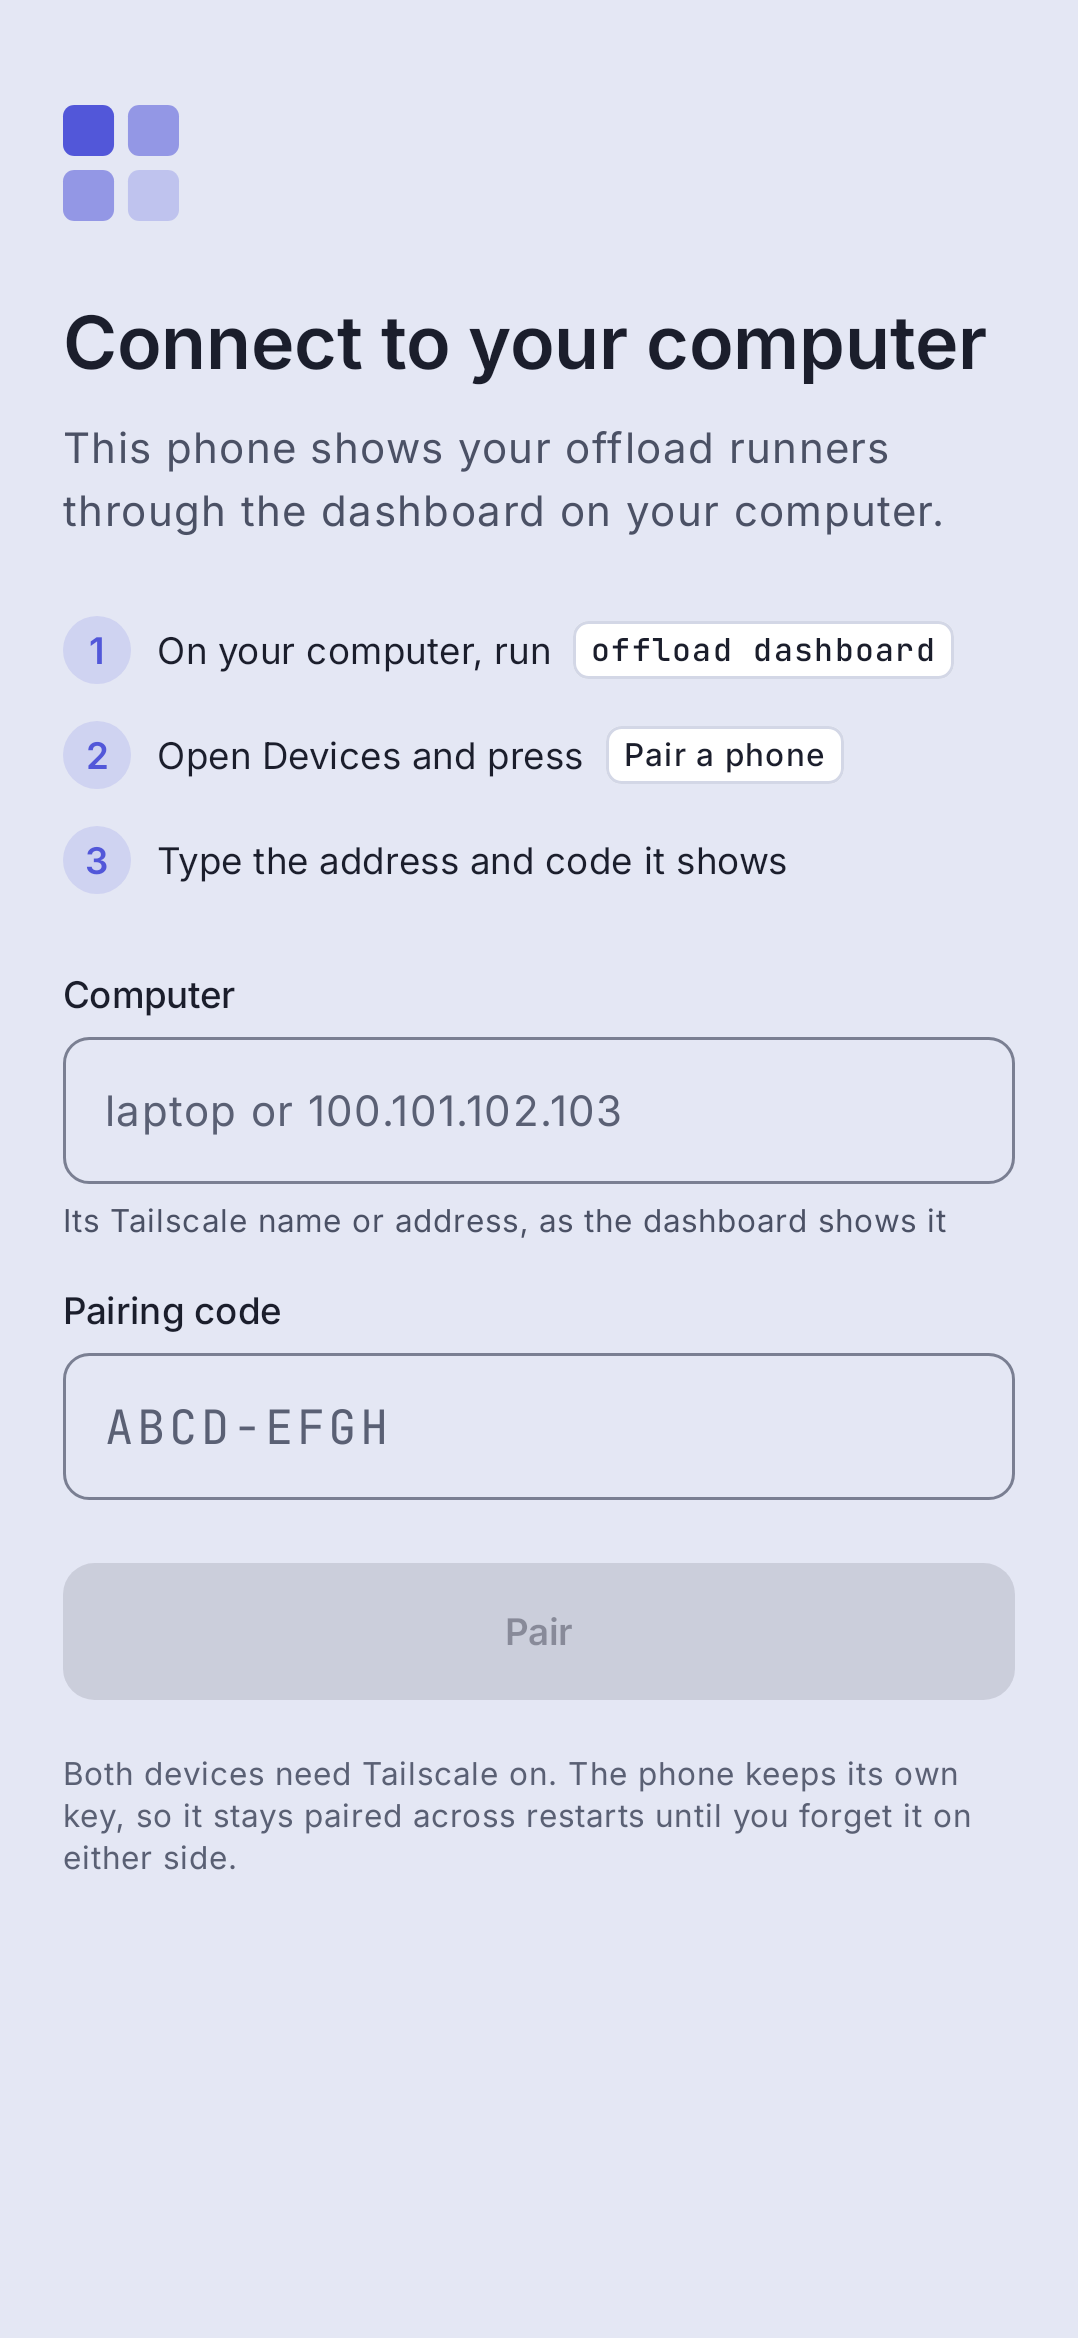 Connect to your computer
This phone shows your offload runners
through the dashboard on your computer.
1 On your computer, run offload dashboard
2 Open Devices and press Pair a phone
3 Type the address and code it shows
Computer
laptop or 100.101.102.103
Its Tailscale name or address, as the dashboard shows it
Pairing code
ABCD-EFGH
Pair
Both devices need Tailscale on. The phone keeps its own
key, so it stays paired across restarts until you forget it on
either side.